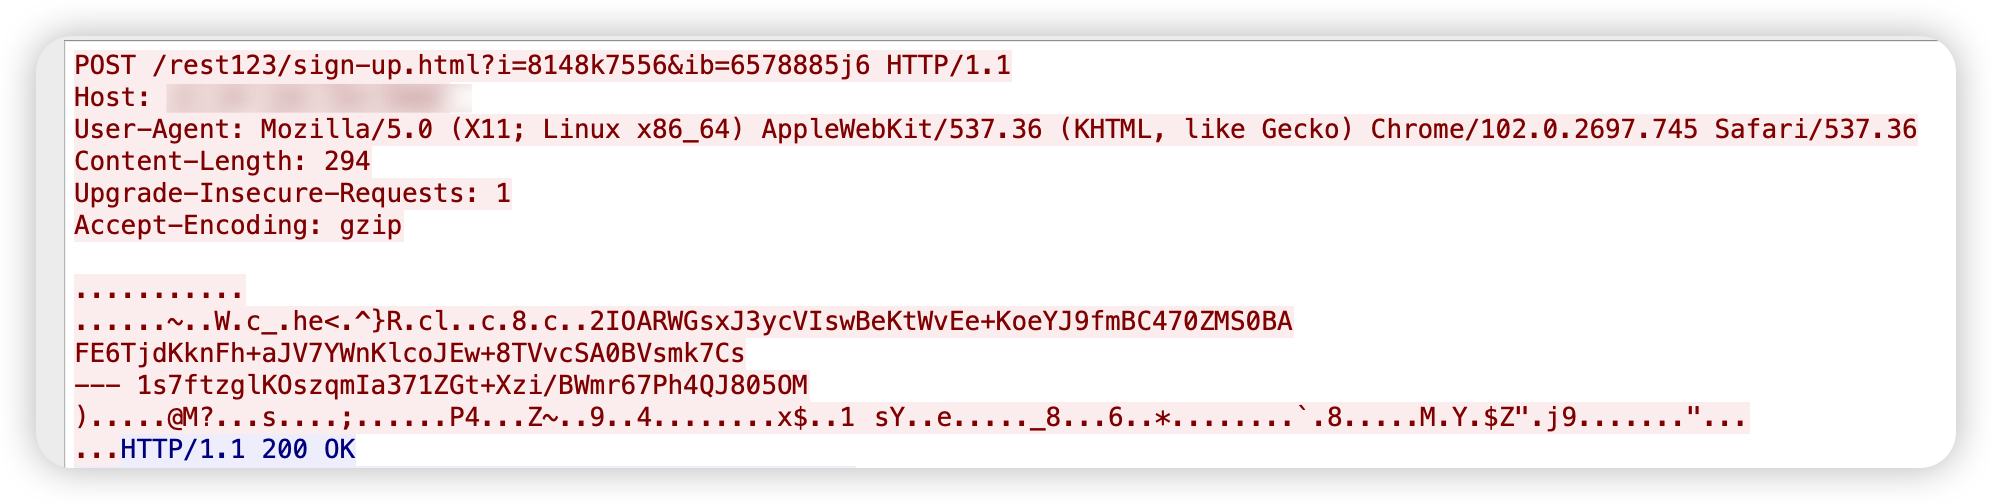 POST /rest123/sign-up.html?i=8148k7556&ib=6578885j6 HTTP/1.1
Host:
User-Agent: Mozilla/5.0 (X11; Linux x86_64) AppleWebKit/537.36 (KHTML, like Gecko) Chrome/102.0.2697.745 Safari/537.36
Content-Length: 294
Upgrade-Insecure-Requests: 1
Accept-Encoding: gzip
...........
......~..W.c_.he<.^}R.cl..c.8.c..2IOARWGsxJ3ycVIswBeKtWvEe+KoeYJ9fmBC470ZMS0BA
FE6TjdKknFh+aJV7YWnKlcoJEw+8TVvcSA0BVsmk7Cs
--- 1s7ftzglKOszqmIa371ZGt+Xzi/BWmr67Ph4QJ805OM
).....@M?...s....;......P4...Z~..9..4........x$..1 sY..e....._8...6..*........`.8.....M.Y.$Z".j9......."...
...HTTP/1.1 200 OK